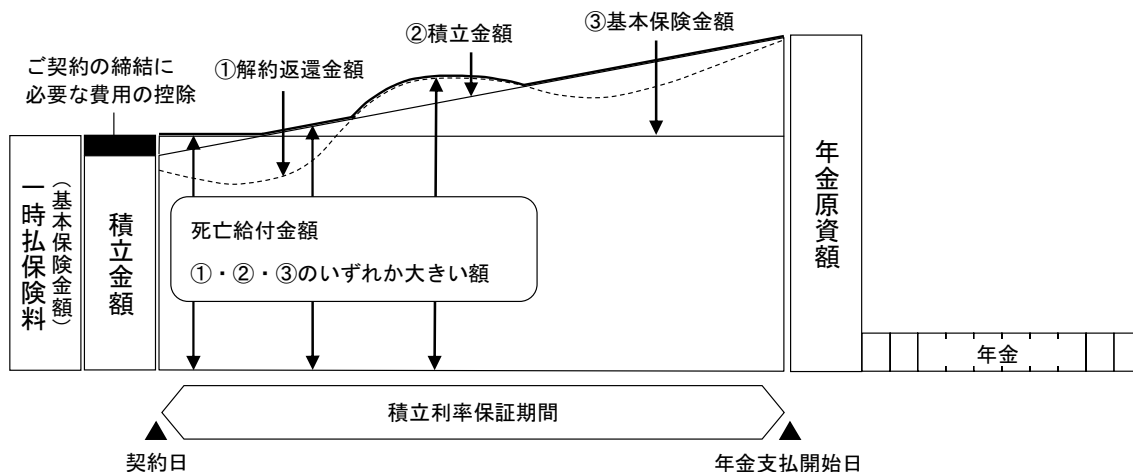 ③基本保険金額
②積立金額
ご契約の締結に
必要な費用の控除
①解約返還金額
一時払保険料
（基本保険金額）
積立金額
死亡給付金額
①・②・③のいずれか大きい額
年金原資額
年金
積立利率保証期間
契約日
年金支払開始日